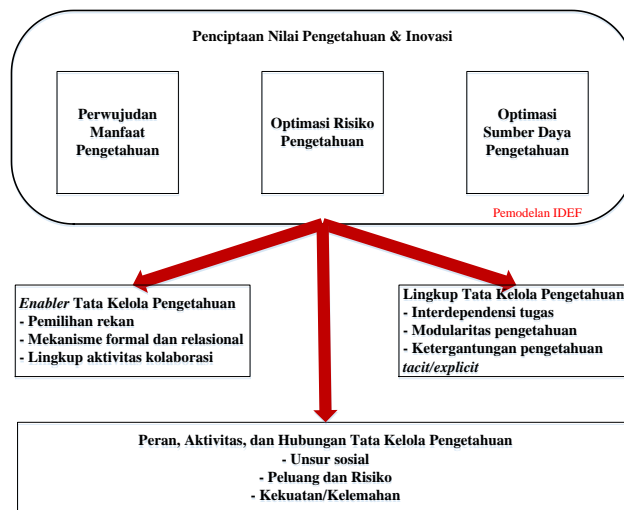 Penciptaan Nilai Pengetahuan & Inovasi
Perwujudan
Manfaat
Pengetahuan
Optimasi Risiko
Pengetahuan
Optimasi
Sumber Daya
Pengetahuan
Pemodelan IDEF
Enabler Tata Kelola Pengetahuan
- Pemilihan rekan
- Mekanisme formal dan relasional
- Lingkup aktivitas kolaborasi
Lingkup Tata Kelola Pengetahuan
- Interdependensi tugas
- Modularitas pengetahuan
- Ketergantungan pengetahuan
tacit/explicit
Peran, Aktivitas, dan Hubungan Tata Kelola Pengetahuan
- Unsur sosial
- Peluang dan Risiko
- Kekuatan/Kelemahan